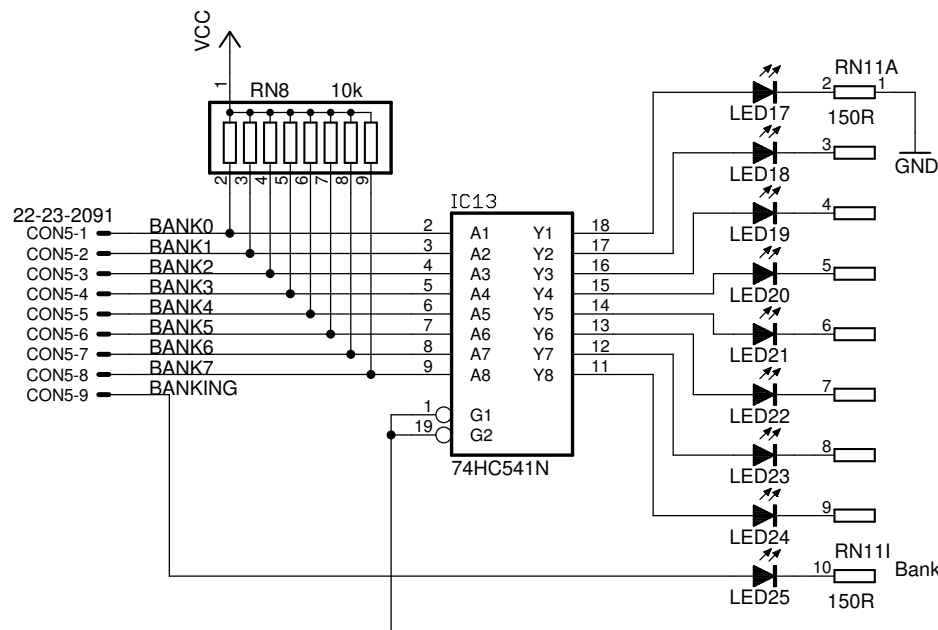 VCC
1
RN8 10k
2 3 4 5 6 7 8 9
22-23-2091
CON5-1 BANK0
CON5-2 BANK1
CON5-3 BANK2
CON5-4 BANK3
CON5-5 BANK4
CON5-6 BANK5
CON5-7 BANK6
CON5-8 BANK7
CON5-9 BANKING
IC13
2 A1 Y1 18
3 A2 Y2 17
4 A3 Y3 16
5 A4 Y4 15
6 A5 Y5 14
7 A6 Y6 13
8 A7 Y7 12
9 A8 Y8 11
1 G1
19 G2
74HC541N
RN11A
2 1
LED17 150R
GND
3
LED18
4
LED19
5
LED20
6
LED21
7
LED22
8
LED23
9
LED24
RN11I
10 Bank
LED25 150R